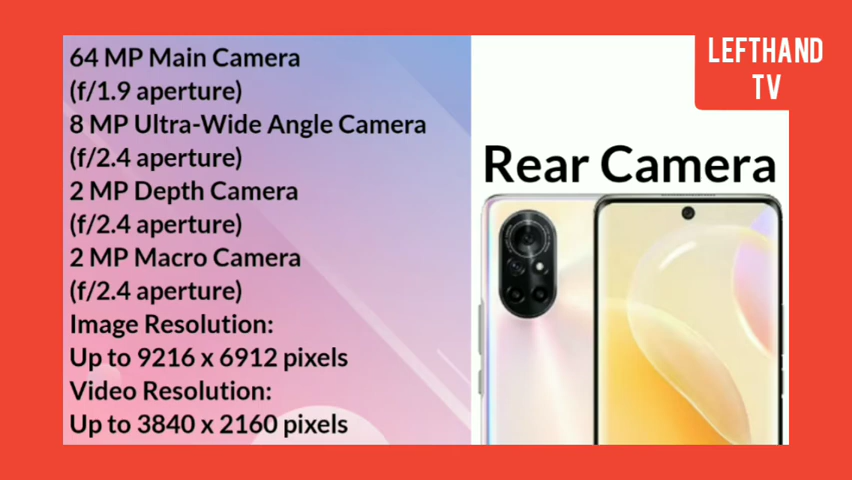 64 MP Main Camera
(f/1.9 aperture)
8 MP Ultra-Wide Angle Camera
(f/2.4 aperture)
2 MP Depth Camera
(f/2.4 aperture)
2 MP Macro Camera
(f/2.4 aperture)
Image Resolution:
Up to 9216 x 6912 pixels
Video Resolution:
Up to 3840 x 2160 pixels
LEFTHAND
TV
Rear Camera